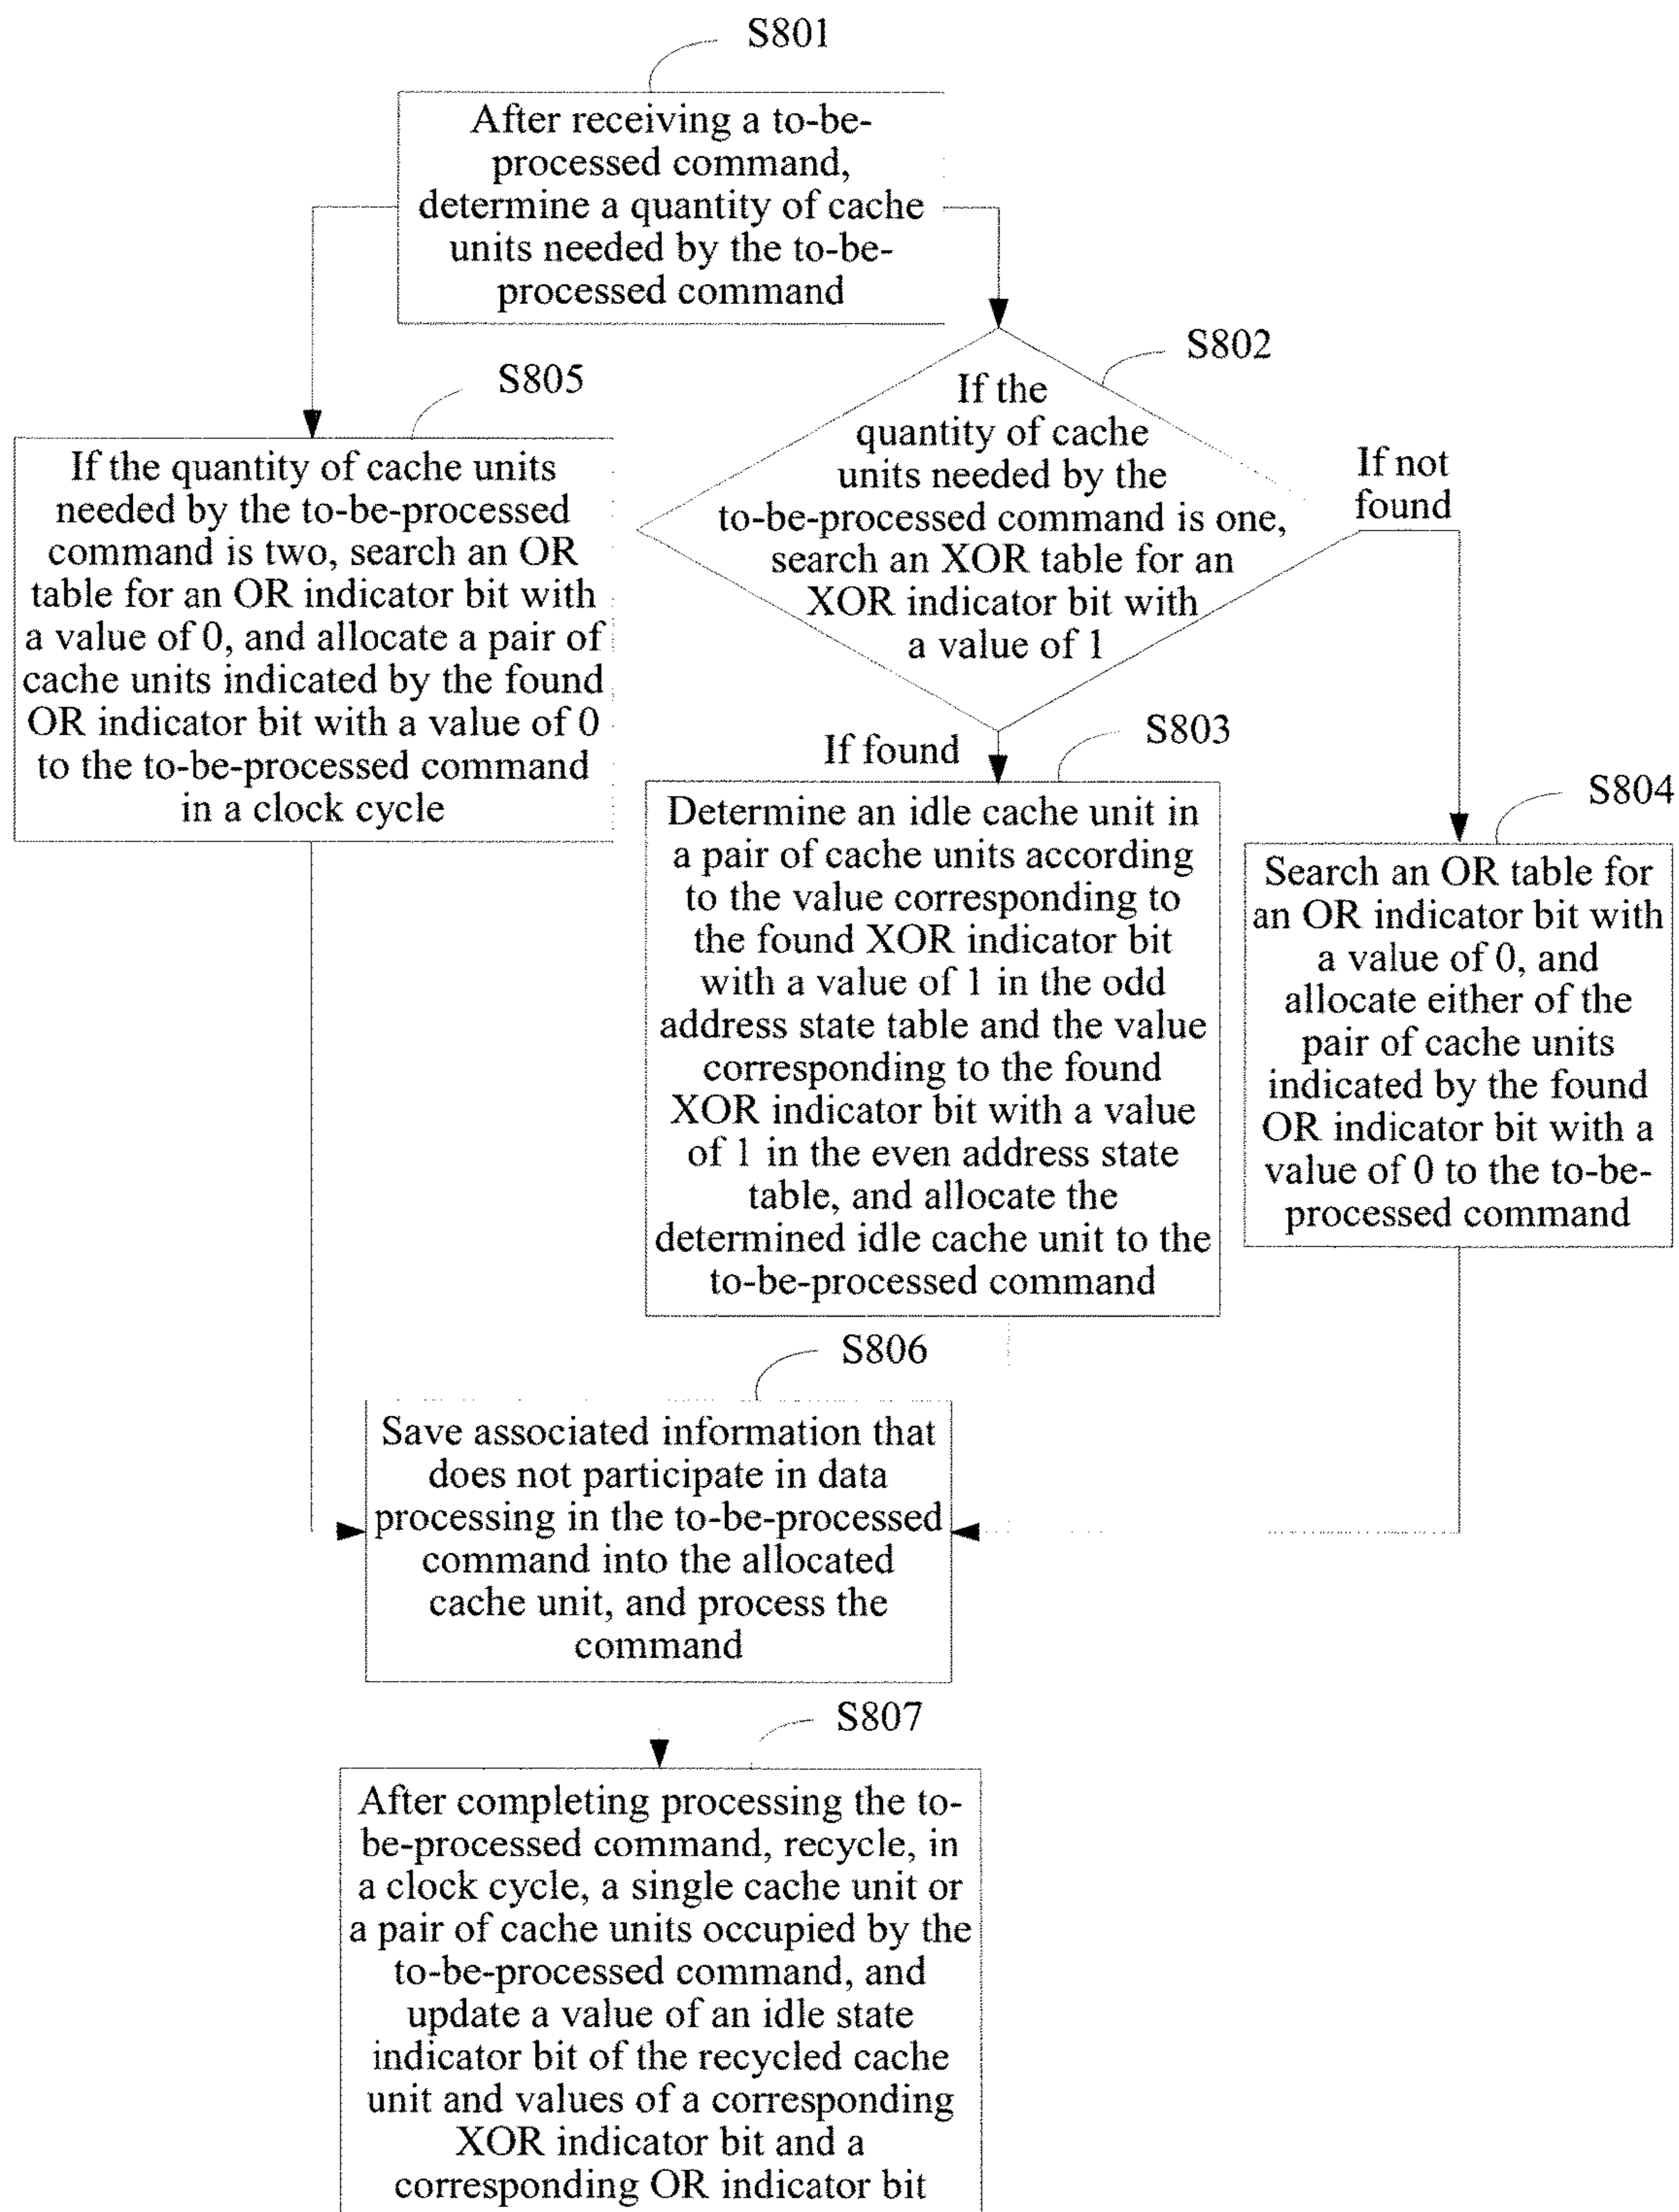 S801
After receiving a to-be-
processed command,
determine a quantity of cache
units needed by the to-be-
processed command
S802
If the
quantity of cache
units needed by the
to-be-processed command is one,
search an XOR table for an
XOR indicator bit with
a value of 1
If not
found
S805
If the quantity of cache units
needed by the to-be-processed
command is two, search an OR
table for an OR indicator bit with
a value of 0, and allocate a pair of
cache units indicated by the found
OR indicator bit with a value of 0
to the to-be-processed command
in a clock cycle
If found
S803
Determine an idle cache unit in
a pair of cache units according
to the value corresponding to
the found XOR indicator bit
with a value of 1 in the odd
address state table and the value
corresponding to the found
XOR indicator bit with a value
of 1 in the even address state
table, and allocate the
determined idle cache unit to the
to-be-processed command
S804
Search an OR table for
an OR indicator bit with
a value of 0, and
allocate either of the
pair of cache units
indicated by the found
OR indicator bit with a
value of 0 to the to-be-
processed command
S806
Save associated information that
does not participate in data
processing in the to-be-processed
command into the allocated
cache unit, and process the
command
S807
After completing processing the to-
be-processed command, recycle, in
a clock cycle, a single cache unit or
a pair of cache units occupied by the
to-be-processed command, and
update a value of an idle state
indicator bit of the recycled cache
unit and values of a corresponding
XOR indicator bit and a
corresponding OR indicator bit